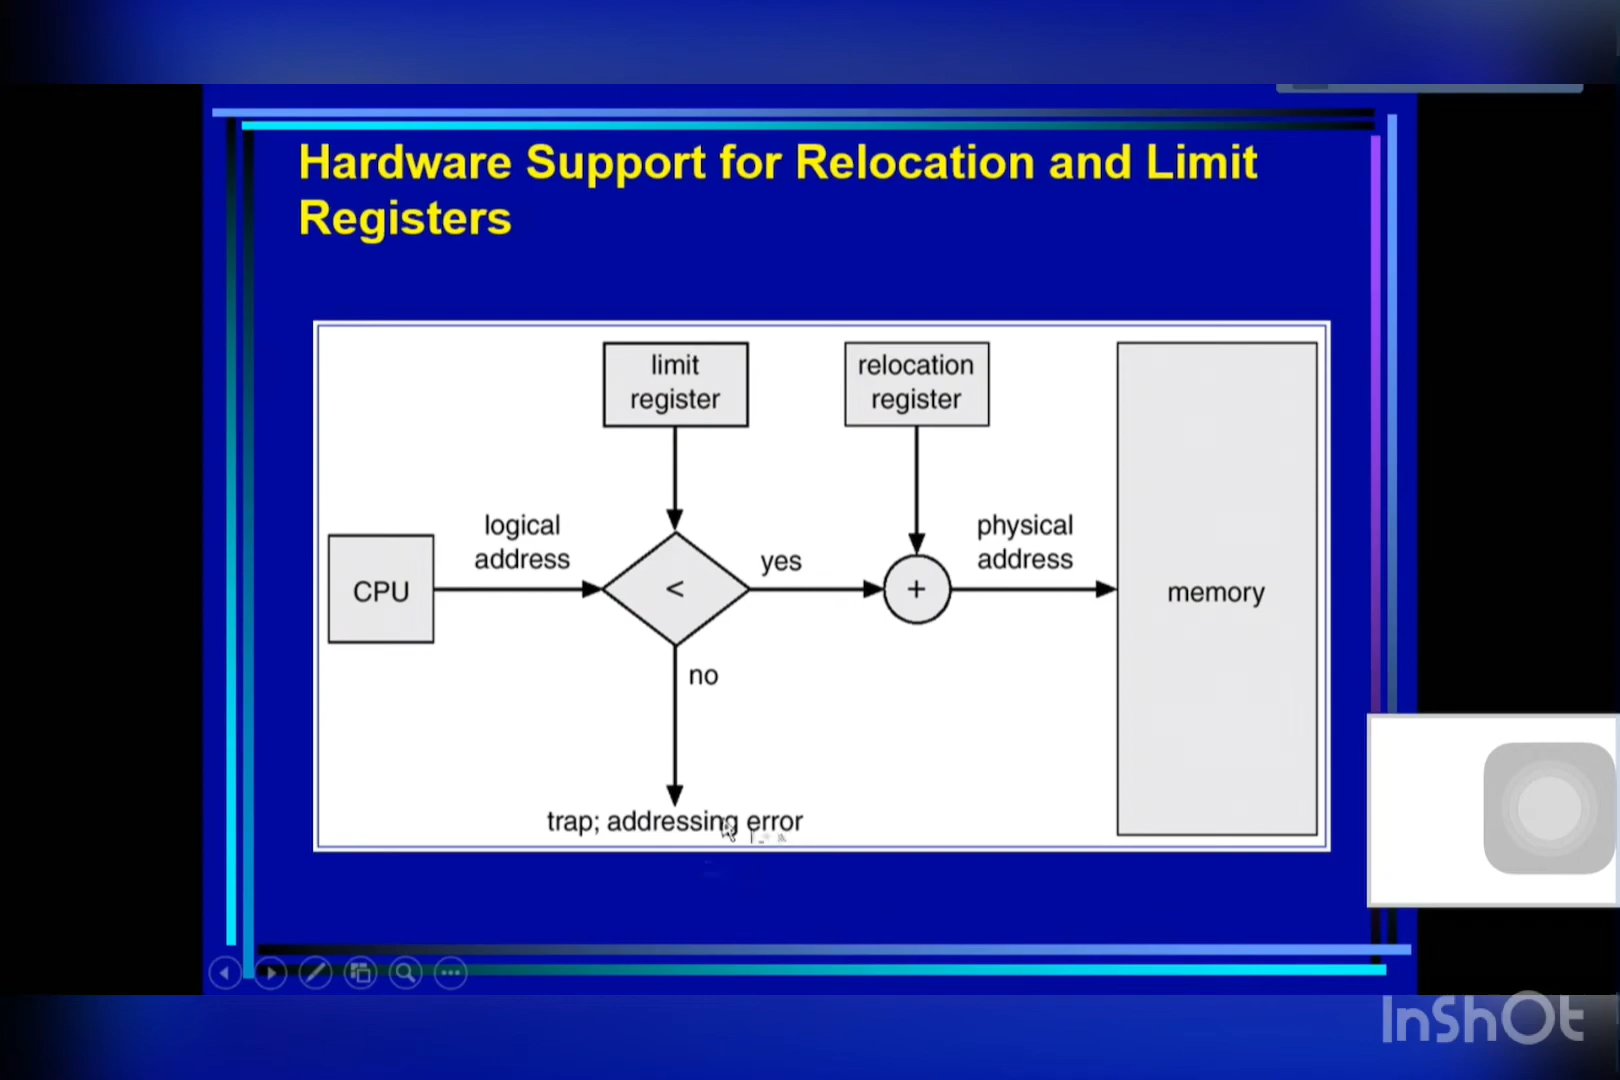 Hardware Support for Relocation and Limit
Registers
limit
register
relocation
register
logical
address
physical
address
CPU
<
yes
+
memory
no
trap; addressing error
InShOt